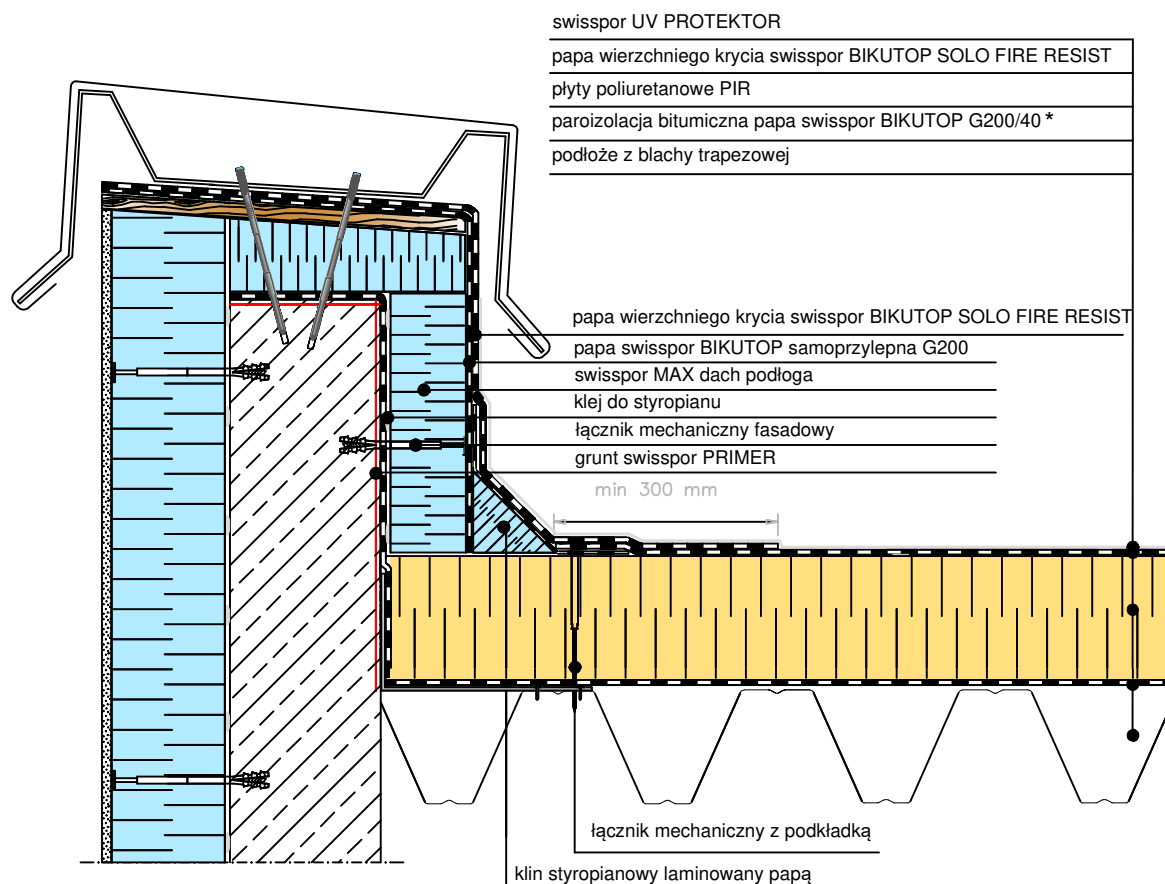 swisspor UV PROTEKTOR
papa wierzchniego krycia swisspor BIKUTOP SOLO FIRE RESIST
płyty poliuretanowe PIR
paroizolacja bitumiczna papa swisspor BIKUTOP G200/40 *
podłoże z blachy trapezowej
papa wierzchniego krycia swisspor BIKUTOP SOLO FIRE RESIST
papa swisspor BIKUTOP samoprzylepna G200
swisspor MAX dach podłoga
klej do styropianu
łącznik mechaniczny fasadowy
grunt swisspor PRIMER
min 300 mm
łącznik mechaniczny z podkładką
klin styropianowy laminowany papą